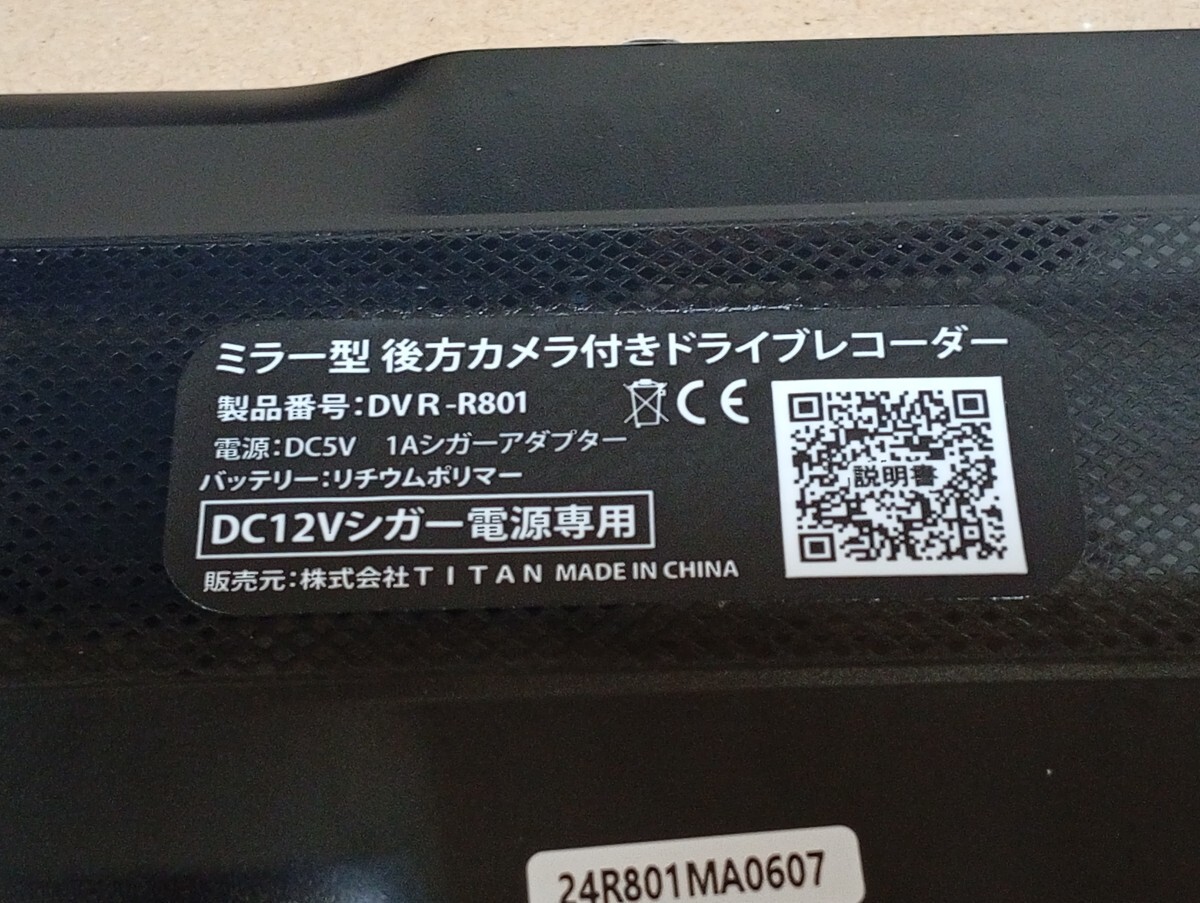 ミラー型 後方カメラ付きドライブレコーダー
製品番号：DVR-R801
CE
電源：DC5V 1Aシガーアダプター
バッテリー：リチウムポリマー
説明書
DC12Vシガー電源専用
販売元：株式会社TITAN MADE IN CHINA
24R801MA0607